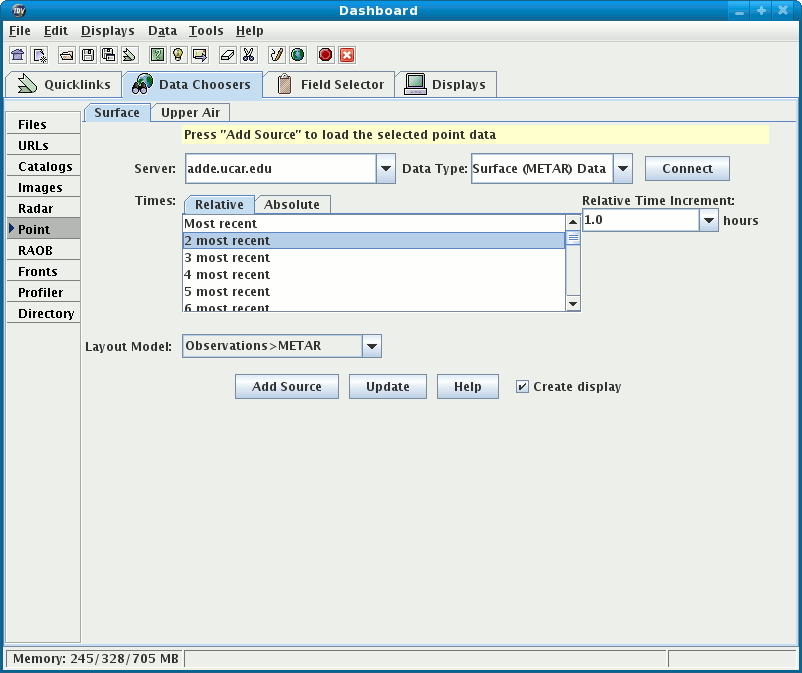 IDV Dashboard
File Edit Displays Data Tools Help
Quicklinks Data Choosers Field Selector Displays
Surface Upper Air
Files
URLs
Catalogs
Images
Radar
Point
RAOB
Fronts
Profiler
Directory
Press "Add Source" to load the selected point data
Server: adde.ucar.edu Data Type: Surface (METAR) Data Connect
Times: Relative Absolute Relative Time Increment:
1.0 hours
Most recent
2 most recent
3 most recent
4 most recent
5 most recent
6 most recent
Layout Model: Observations>METAR
Add Source Update Help Create display
Memory: 245/328/705 MB